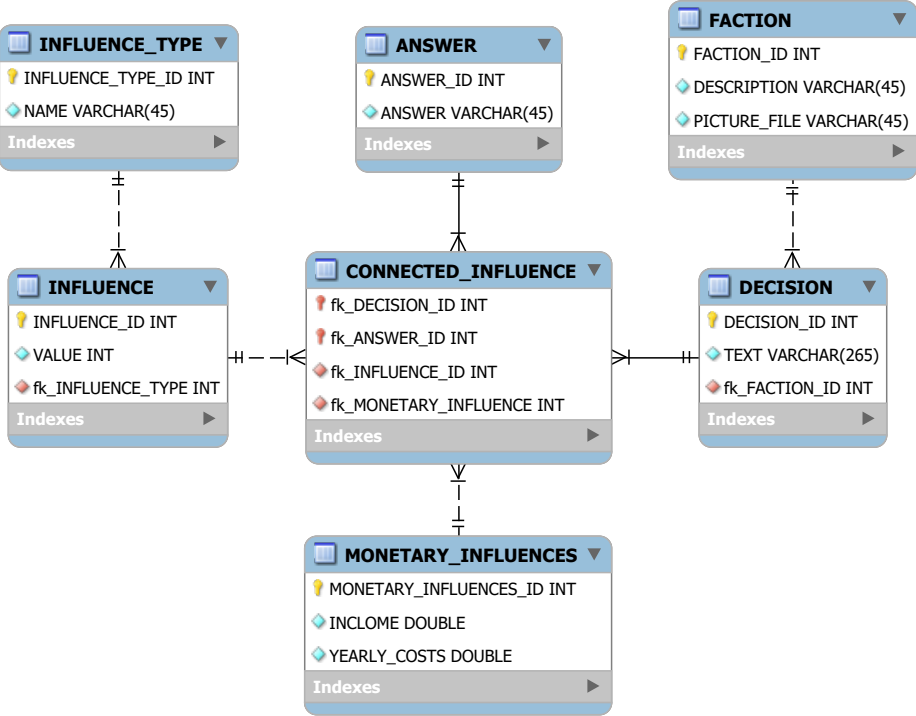 INFLUENCE_TYPE
INFLUENCE_TYPE_ID INT
NAME VARCHAR(45)
Indexes
ANSWER
ANSWER_ID INT
ANSWER VARCHAR(45)
Indexes
FACTION
FACTION_ID INT
DESCRIPTION VARCHAR(45)
PICTURE_FILE VARCHAR(45)
Indexes
INFLUENCE
INFLUENCE_ID INT
VALUE INT
fk_INFLUENCE_TYPE INT
Indexes
CONNECTED_INFLUENCE
fk_DECISION_ID INT
fk_ANSWER_ID INT
fk_INFLUENCE_ID INT
fk_MONETARY_INFLUENCE INT
Indexes
DECISION
DECISION_ID INT
TEXT VARCHAR(265)
fk_FACTION_ID INT
Indexes
MONETARY_INFLUENCES
MONETARY_INFLUENCES_ID INT
INCLOME DOUBLE
YEARLY_COSTS DOUBLE
Indexes